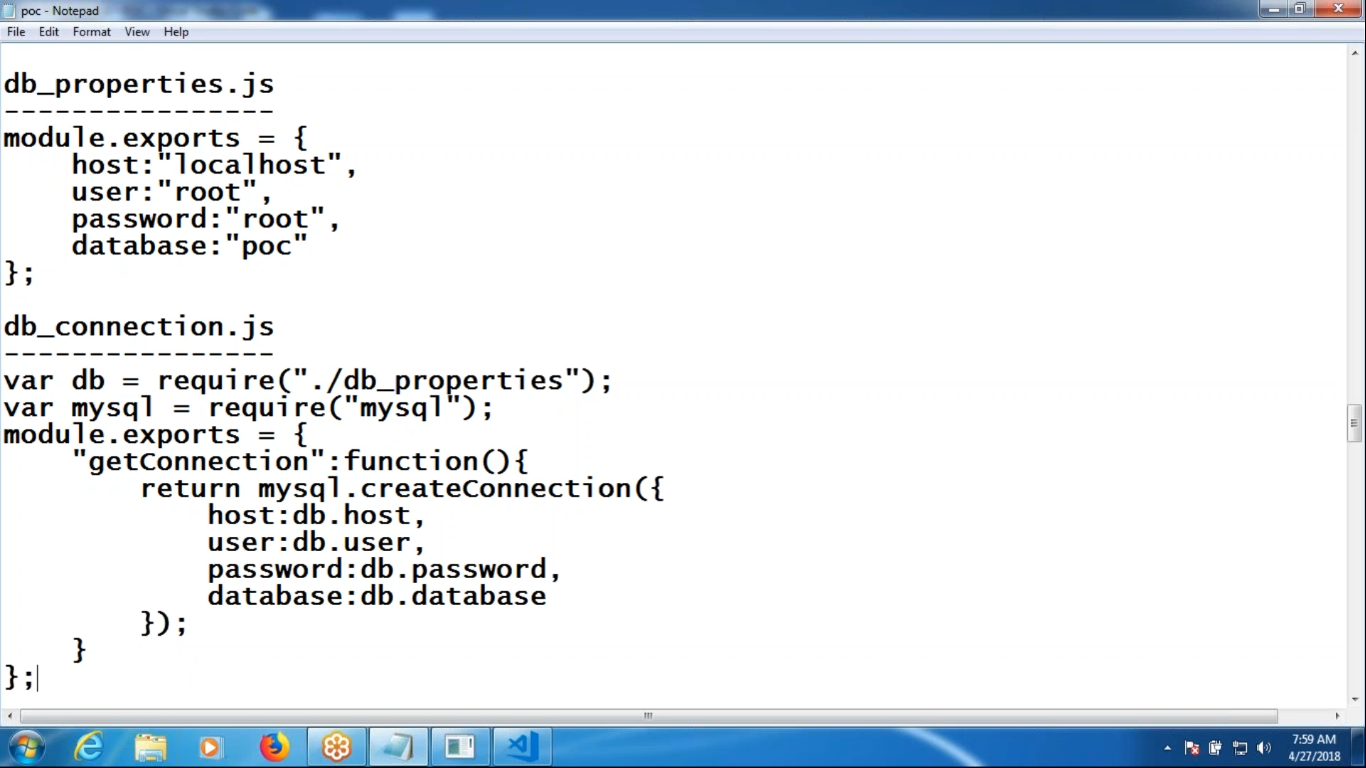 poc - Notepad
File Edit Format View Help
db_properties.js
----------------
module.exports = {
    host:"localhost",
    user:"root",
    password:"root",
    database:"poc"
};
db_connection.js
----------------
var db = require("./db_properties");
var mysql = require("mysql");
module.exports = {
    "getConnection":function(){
        return mysql.createConnection({
            host:db.host,
            user:db.user,
            password:db.password,
            database:db.database
        });
    }
};
7:59 AM
4/27/2018